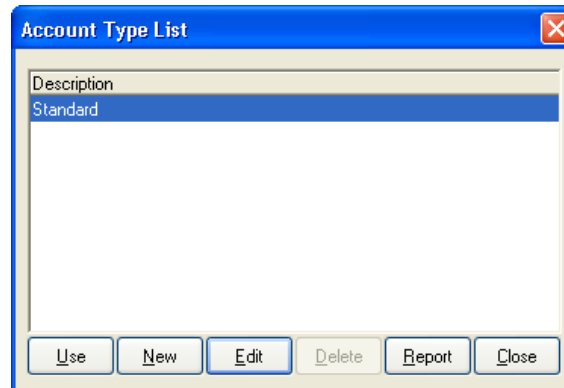 Account Type List
Description
Standard
Use New Edit Delete Report Close